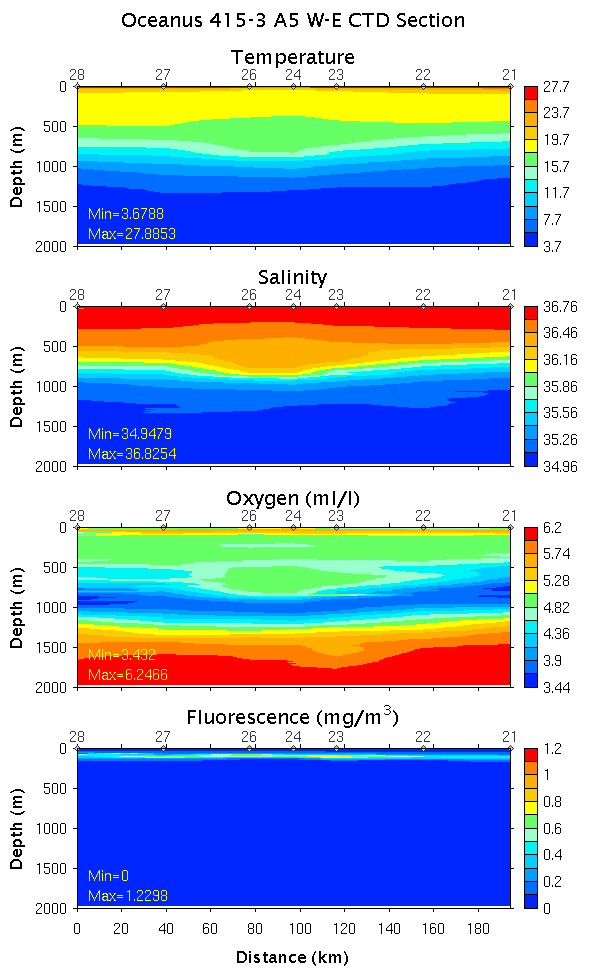 Oceanus 415-3 A5 W-E CTD Section
Temperature
28 27 26 24 23 22 21
0 500 1000 1500 2000
Depth (m)
Min=3.6788
Max=27.8853
27.7 23.7 19.7 15.7 11.7 7.7 3.7
Salinity
28 27 26 24 23 22 21
0 500 1000 1500 2000
Depth (m)
Min=34.9479
Max=36.8254
36.76 36.46 36.16 35.86 35.56 35.26 34.96
Oxygen (ml/l)
28 27 26 24 23 22 21
0 500 1000 1500 2000
Depth (m)
Min=3.432
Max=6.2466
6.2 5.74 5.28 4.82 4.36 3.9 3.44
Fluorescence (mg/m³)
28 27 26 24 23 22 21
0 500 1000 1500 2000
Depth (m)
Min=0
Max=1.2298
1.2 1 0.8 0.6 0.4 0.2 0
0 20 40 60 80 100 120 140 160 180
Distance (km)